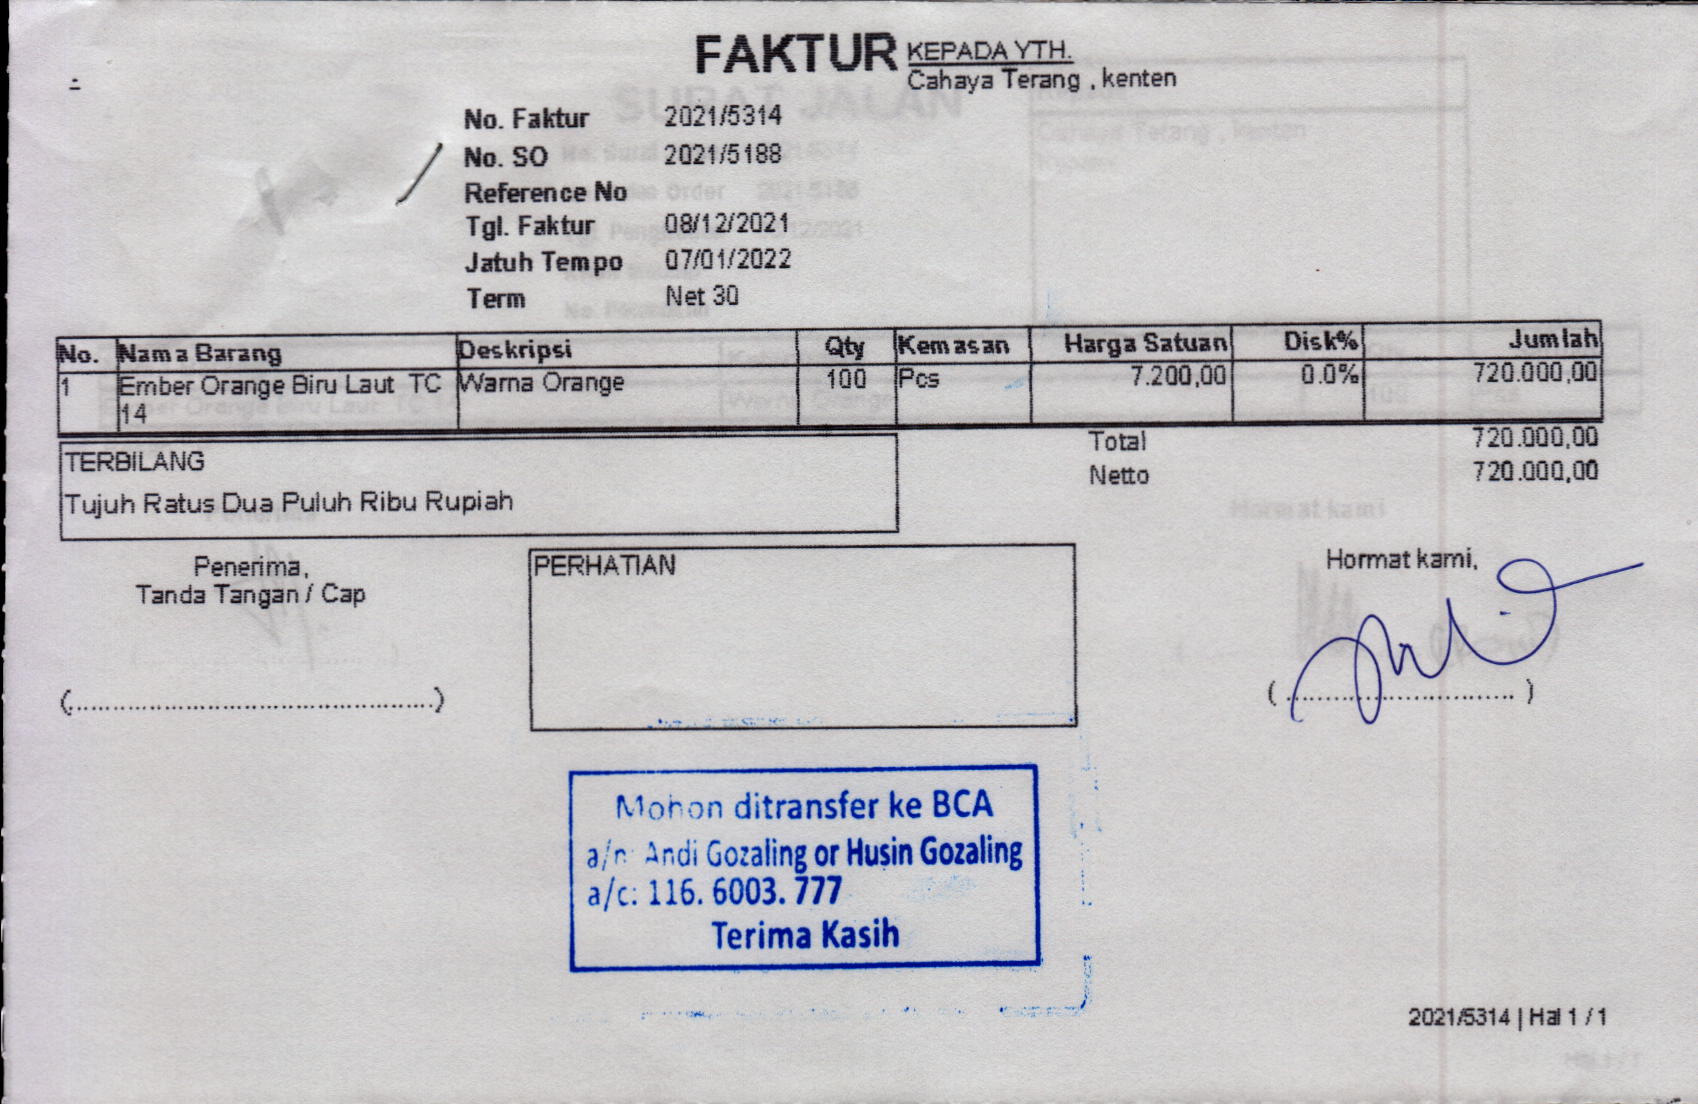 FAKTUR
KEPADA YTH.
Cahaya Terang , kenten
No. Faktur 2021/5314
No. SO 2021/5188
Reference No
Tgl. Faktur 08/12/2021
Jatuh Tempo 07/01/2022
Term Net 30
No. Nama Barang Deskripsi Qty Kemasan Harga Satuan Disk% Jumlah
1 Ember Orange Biru Laut TC Warna Orange 100 Pcs 7.200,00 0.0% 720.000,00
14
Total 720.000,00
TERBILANG
Netto 720.000,00
Tujuh Ratus Dua Puluh Ribu Rupiah
Penerima,
Tanda Tangan / Cap
PERHATIAN
Hormat kami,
(................................................)
(............................... )
Mohon ditransfer ke BCA
a/n: Andi Gozaling or Husin Gozaling
a/c: 116. 6003. 777
Terima Kasih
2021/5314 | Hal 1 / 1